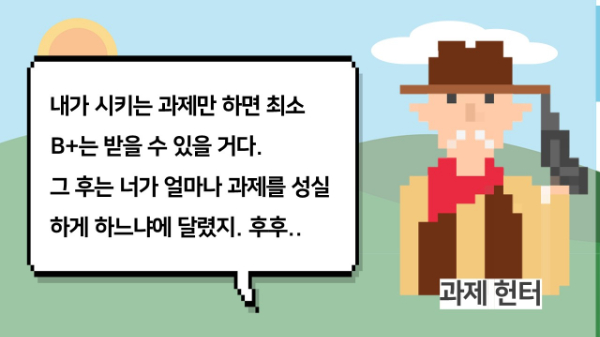 내가 시키는 과제만 하면 최소
B+는 받을 수 있을 거다.
그 후는 너가 얼마나 과제를 성실
하게 하느냐에 달렸지. 후후..
과제 헌터